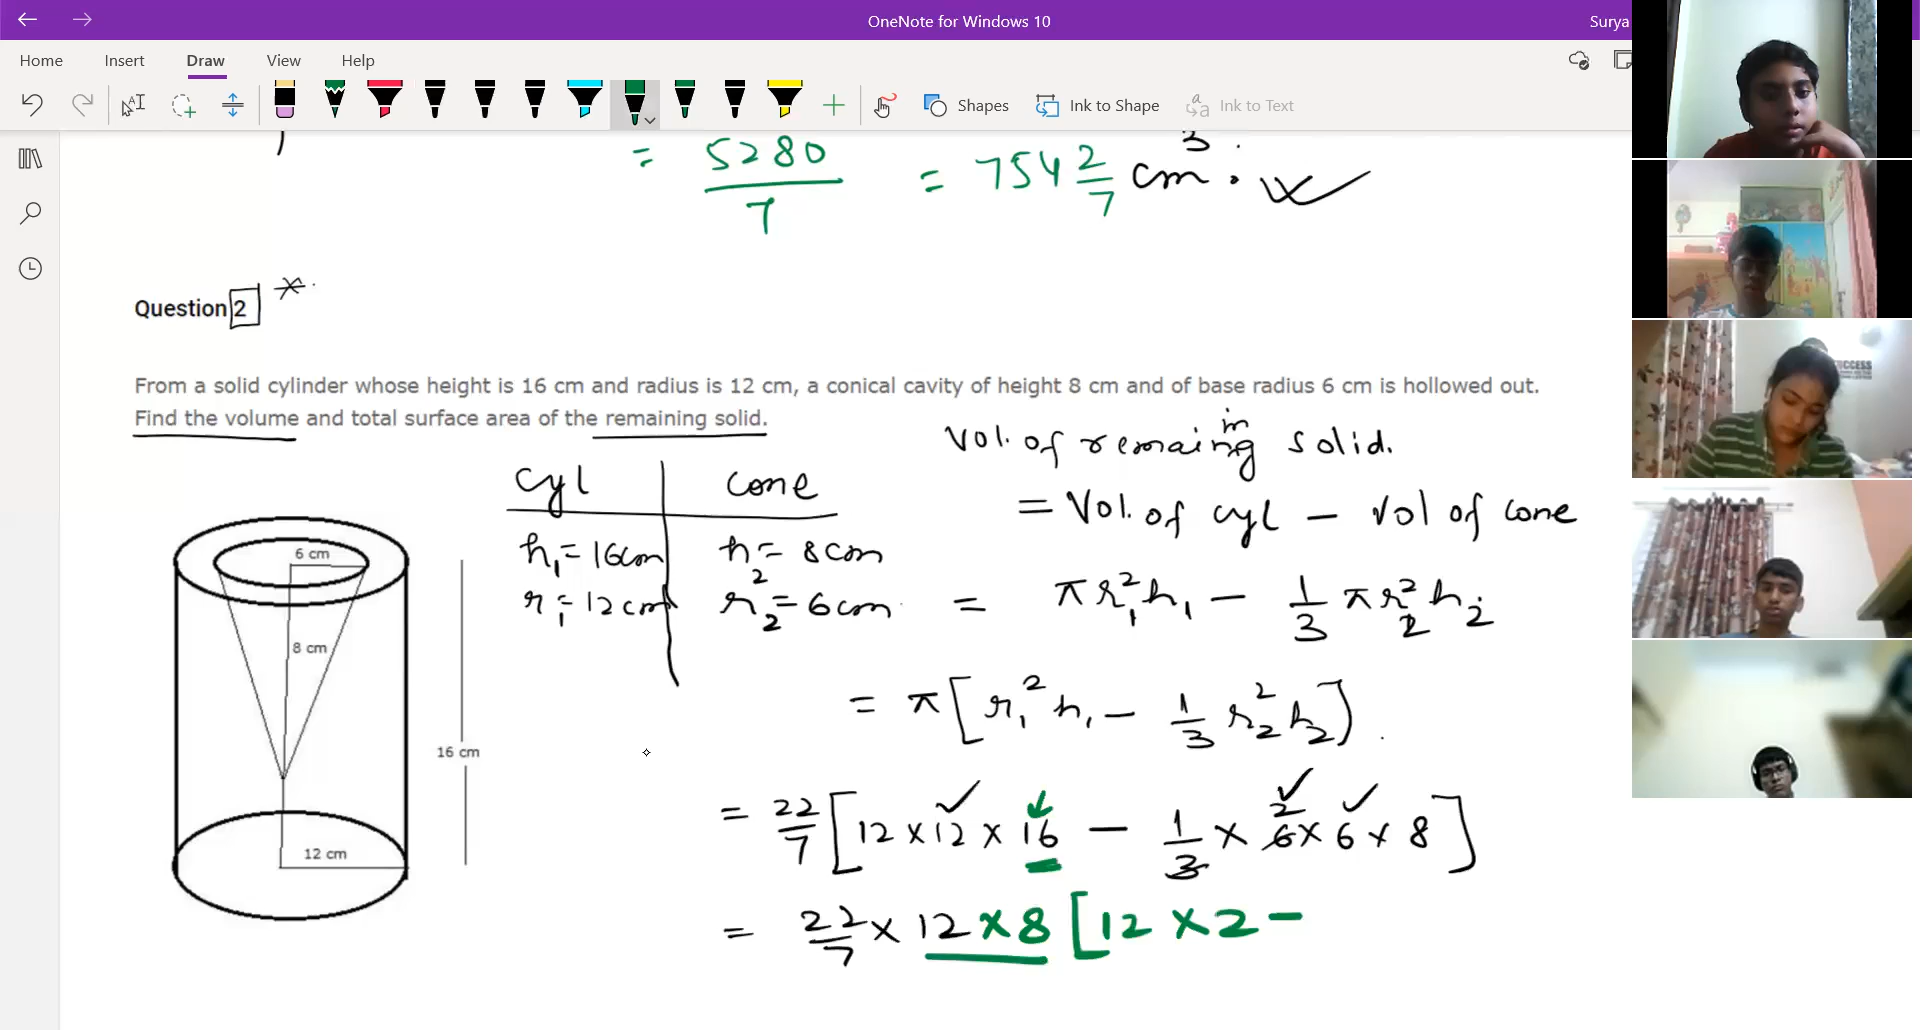 OneNote for Windows 10
Surya
Home Insert Draw View Help
Shapes Ink to Shape Ink to Text
= 5280/7 = 754 2/7 cm³.
Question 2 *
From a solid cylinder whose height is 16 cm and radius is 12 cm, a conical cavity of height 8 cm and of base radius 6 cm is hollowed out.
Find the volume and total surface area of the remaining solid.
Vol. of remaing in solid.
cyl cone
= Vol. of cyl – Vol of cone
h₁ = 16cm h₂ = 8cm
r₁ = 12cm r₂ = 6cm
= πr₁²h₁ – 1/3 πr₂²h₂
= π[r₁²h₁ – 1/3 r₂²h₂]
= 22/7 [12 × 12 × 16 – 1/3 × 6 2 × 6 × 8]
= 22/7 × 12 × 8 [12 × 2 –
6 cm
8 cm
16 cm
12 cm
SUCCESS